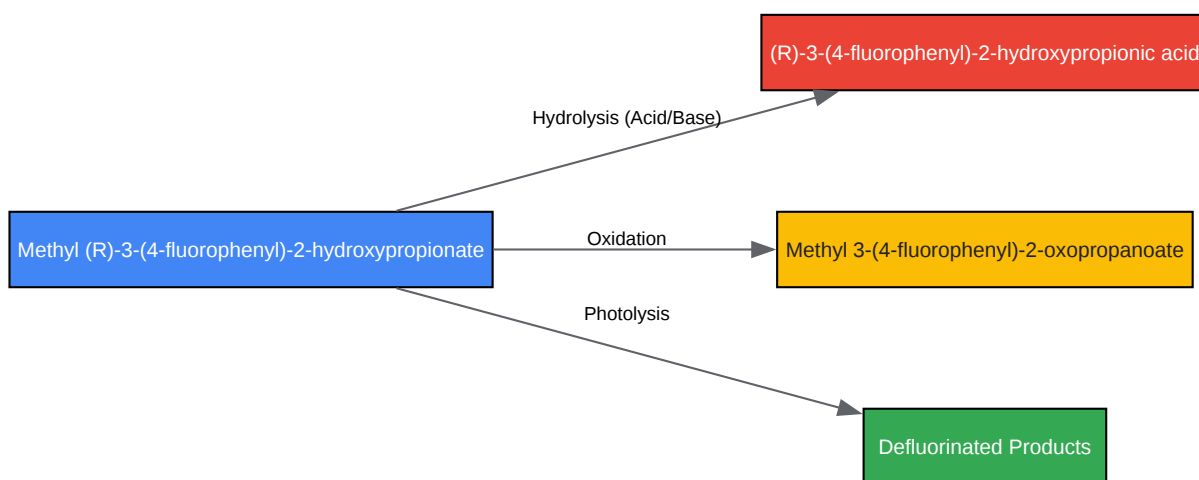 (R)-3-(4-fluorophenyl)-2-hydroxypropionic acid
Hydrolysis (Acid/Base)
Methyl (R)-3-(4-fluorophenyl)-2-hydroxypropionate
Oxidation
Methyl 3-(4-fluorophenyl)-2-oxopropanoate
Photolysis
Defluorinated Products